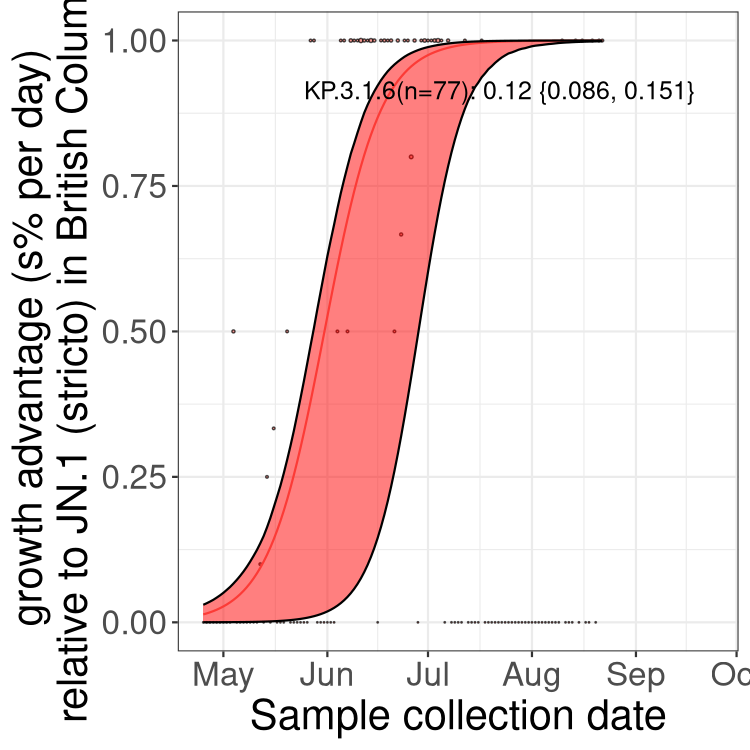 growth advantage (s% per day)
relative to JN.1 (stricto) in British Colum
1.00
0.75
0.50
0.25
0.00
KP.3.1.6(n=77): 0.12 {0.086, 0.151}
May Jun Jul Aug Sep Oc
Sample collection date